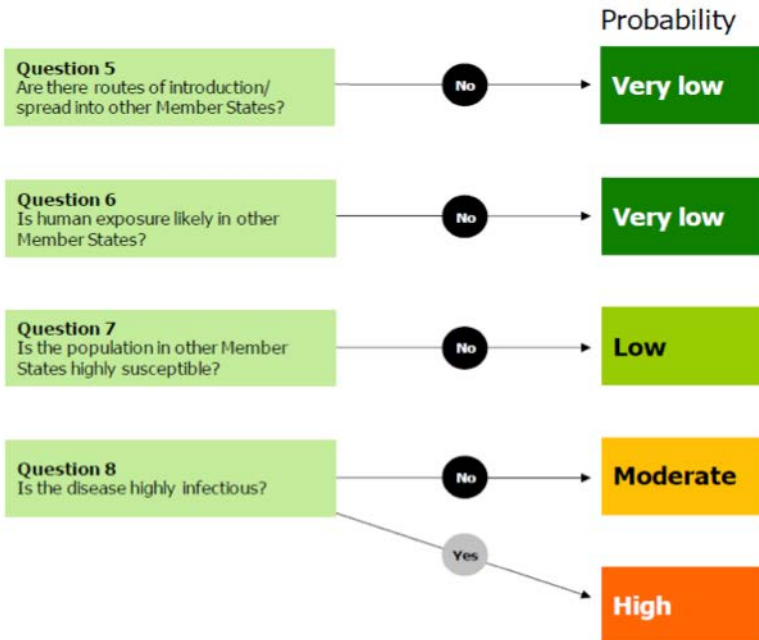 Probability
Question 5
Are there routes of introduction/
spread into other Member States?
No
Very low
Question 6
Is human exposure likely in other
Member States?
No
Very low
Question 7
Is the population in other Member
States highly susceptible?
No
Low
Question 8
Is the disease highly infectious?
No
Moderate
Yes
High